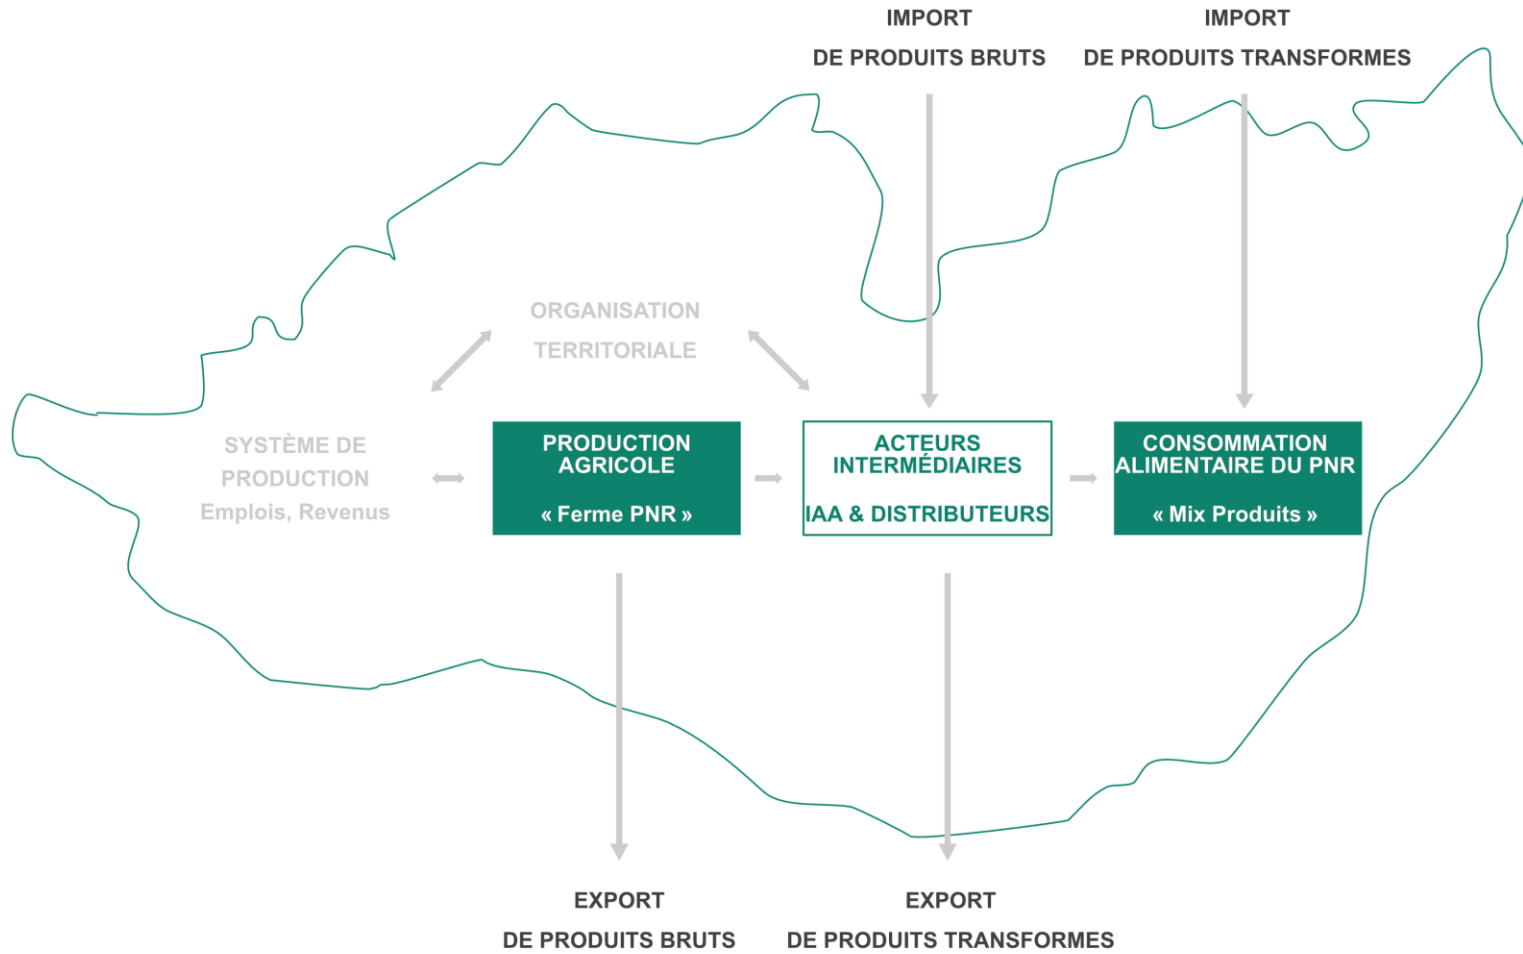 IMPORT
DE PRODUITS BRUTS
IMPORT
DE PRODUITS TRANSFORMES
ORGANISATION
TERRITORIALE
SYSTÈME DE
PRODUCTION
Emplois, Revenus
PRODUCTION
AGRICOLE
« Ferme PNR »
ACTEURS
INTERMÉDIAIRES
IAA & DISTRIBUTEURS
CONSOMMATION
ALIMENTAIRE DU PNR
« Mix Produits »
EXPORT
DE PRODUITS BRUTS
EXPORT
DE PRODUITS TRANSFORMES